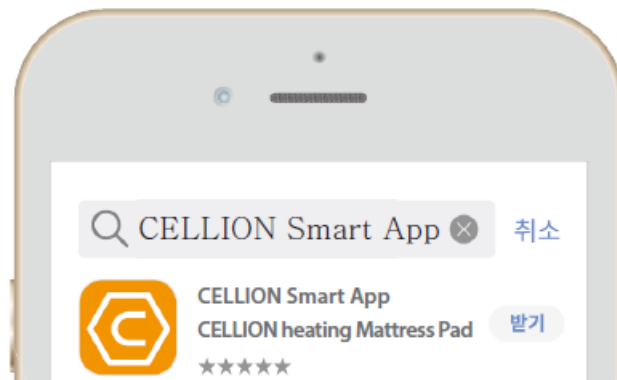 CELLION Smart App 취소
CELLION Smart App
CELLION heating Mattress Pad 받기
★★★★★